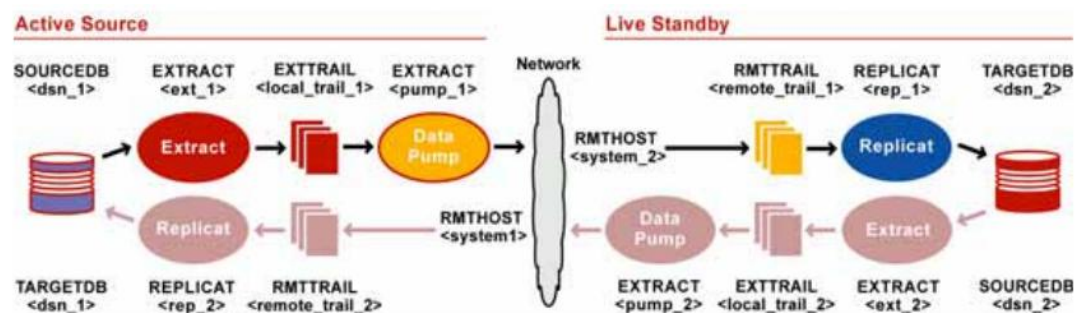 Active Source
Live Standby
SOURCEDB
<dsn_1>
EXTRACT
<ext_1>
EXTTRAIL
<local_trail_1>
EXTRACT
<pump_1>
Network
RMTTRAIL
<remote_trail_1>
REPLICAT
<rep_1>
TARGETDB
<dsn_2>
Extract
Data
Pump
RMTHOST
<system_2>
Replicat
Replicat
RMTHOST
<system1>
Data
Pump
Extract
TARGETDB
<dsn_1>
REPLICAT
<rep_2>
RMTTRAIL
<remote_trail_2>
EXTRACT
<pump_2>
EXTTRAIL
<local_trail_2>
EXTRACT
<ext_2>
SOURCEDB
<dsn_2>